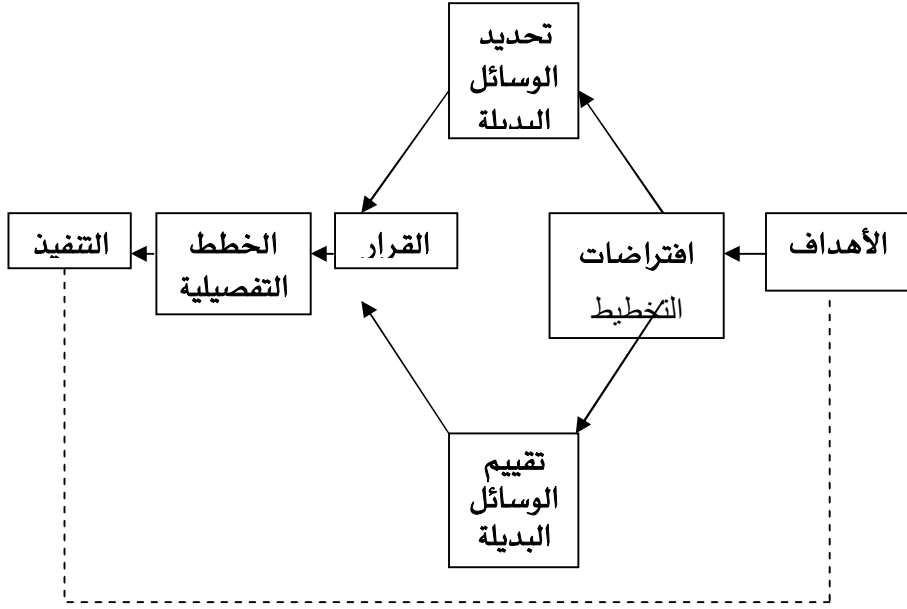 تحديد
الوسائل
البديلة
الأهداف
افتراضات
التخطيط
القرار
الخطط
التفصيلية
التنفيذ
تقييم
الوسائل
البديلة